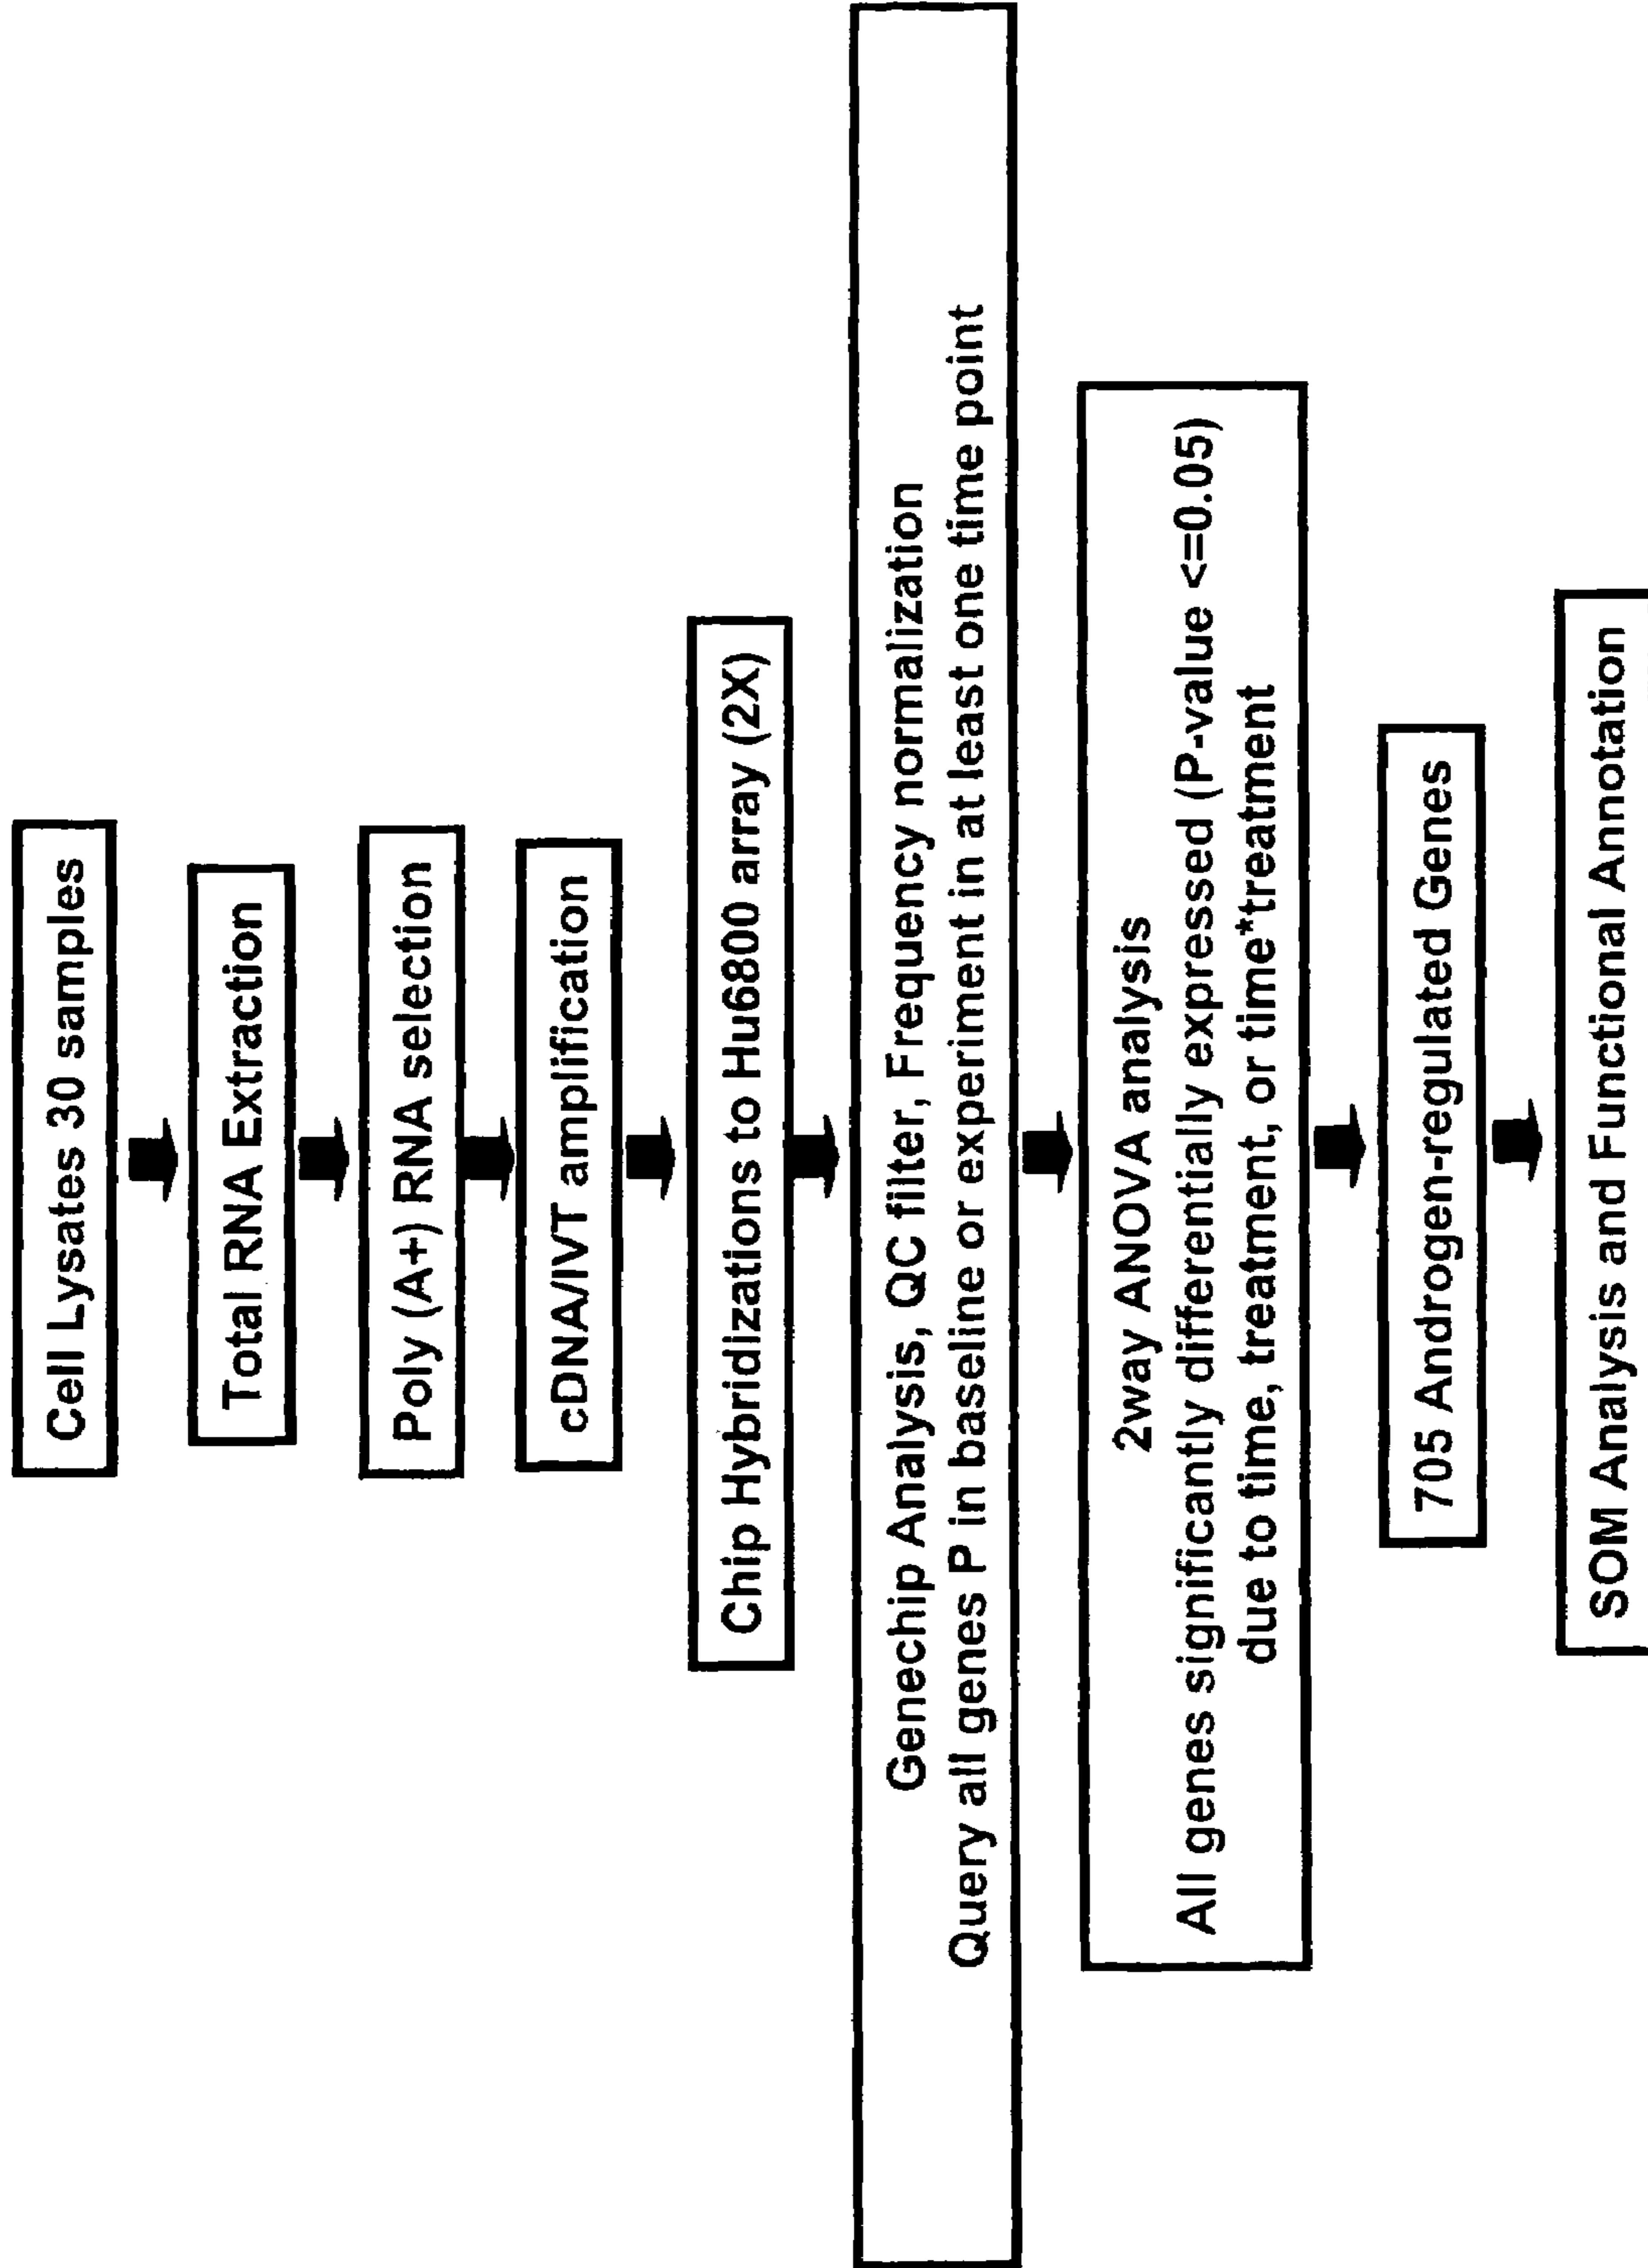 Cell Lysates 30 samples
Total RNA Extraction
Poly (A+) RNA selection
cDNA/IVT amplification
Chip Hybridizations to Hu6800 array (2X)
Genechip Analysis, QC filter, Frequency normalization
Query all genes P in baseline or experiment in at least one time point
2way ANOVA analysis
All genes significantly differentially expressed (P-value <=0.05)
due to time, treatment, or time*treatment
705 Androgen-regulated Genes
SOM Analysis and Functional Annotation